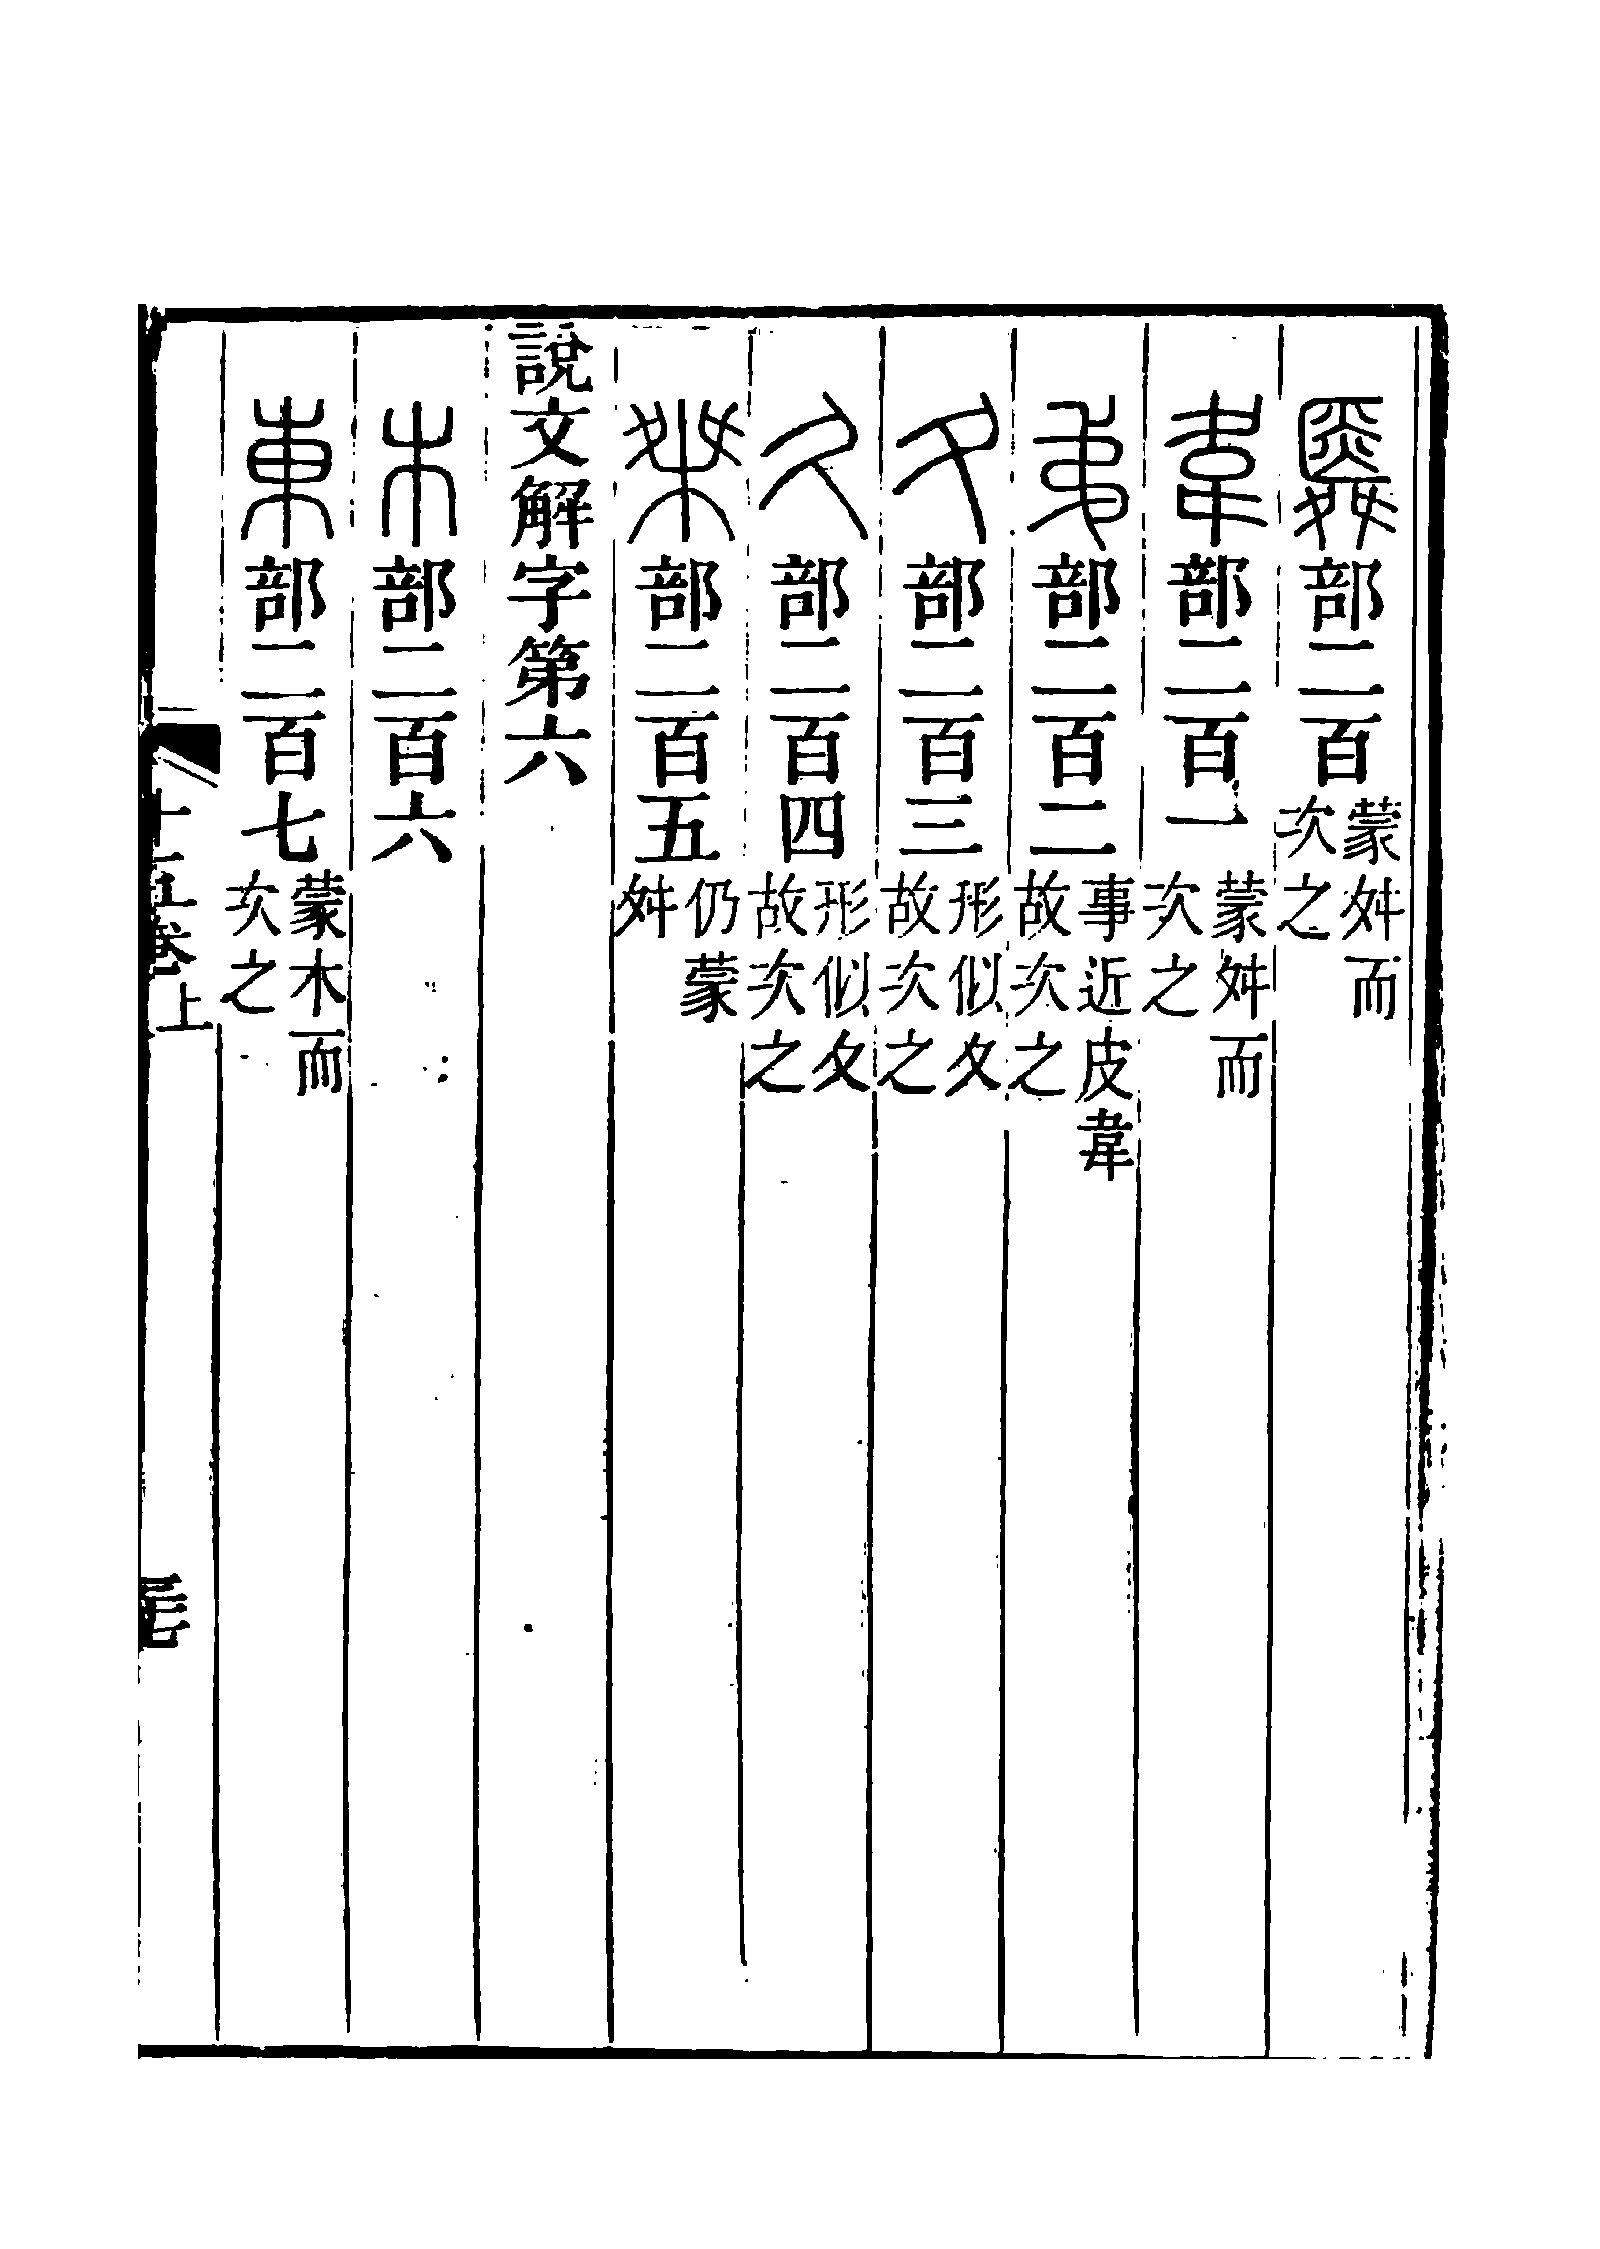 䑞部二百蒙舛而次之
韋部二百一蒙舛而次之
弟部二百二事近皮韋故次之
夂部二百三形似夊故次之
久部二百四形似夊故次之
桀部二百五仍蒙舛
說文解字第六
木部二百六
東部二百七蒙木而次之
十五卷上